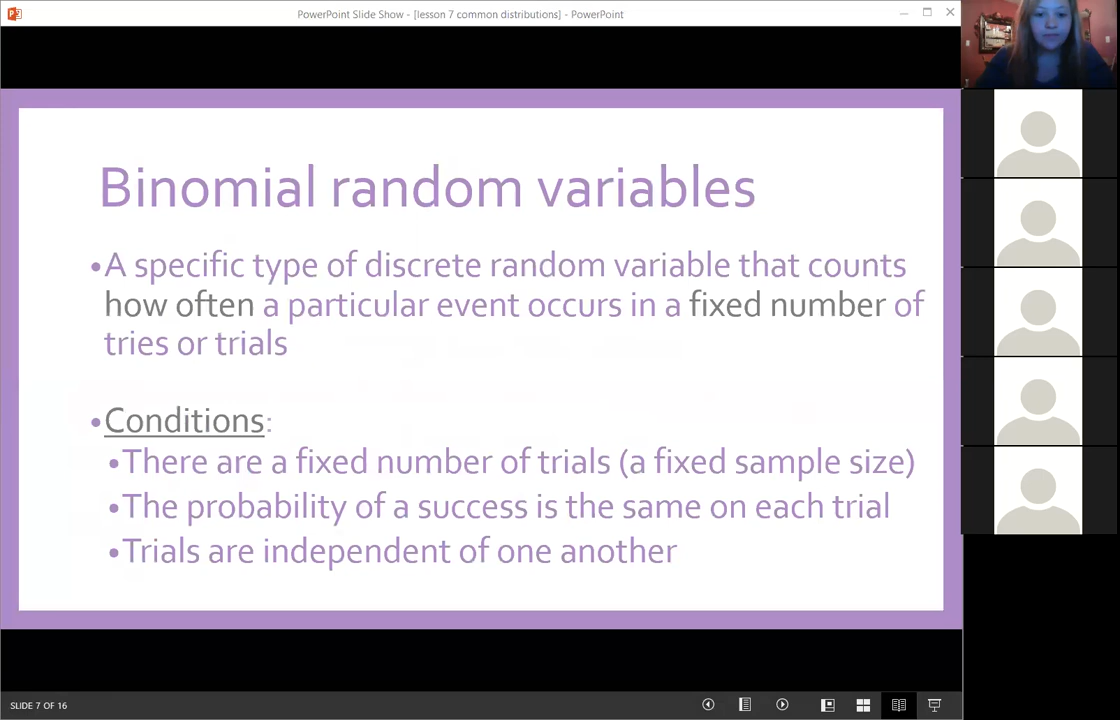 PowerPoint Slide Show - [lesson 7 common distributions] - PowerPoint
Binomial random variables
•A specific type of discrete random variable that counts
how often a particular event occurs in a fixed number of
tries or trials
•Conditions:
•There are a fixed number of trials (a fixed sample size)
•The probability of a success is the same on each trial
•Trials are independent of one another
SLIDE 7 OF 16